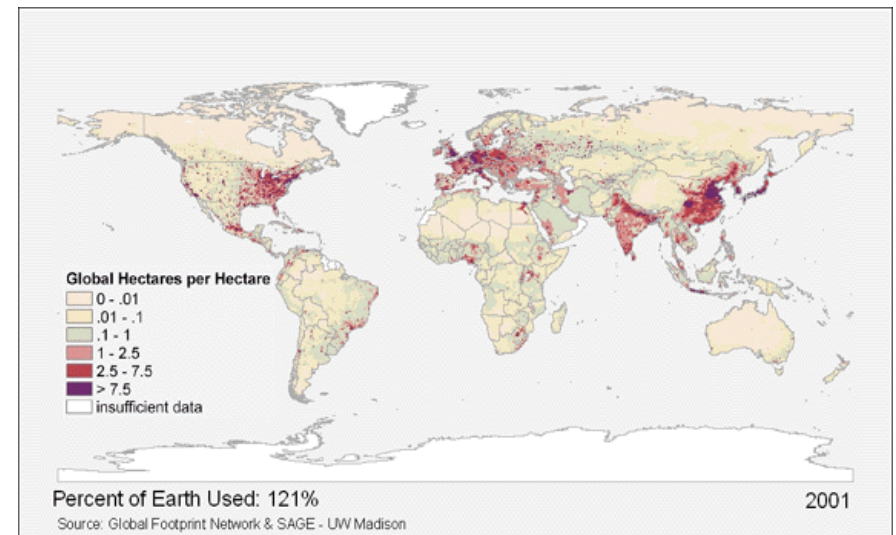 Global Hectares per Hectare
0 - .01
.01 - .1
.1 - 1
1 - 2.5
2.5 - 7.5
> 7.5
insufficient data
Percent of Earth Used: 121%
2001
Source: Global Footprint Network & SAGE - UW Madison